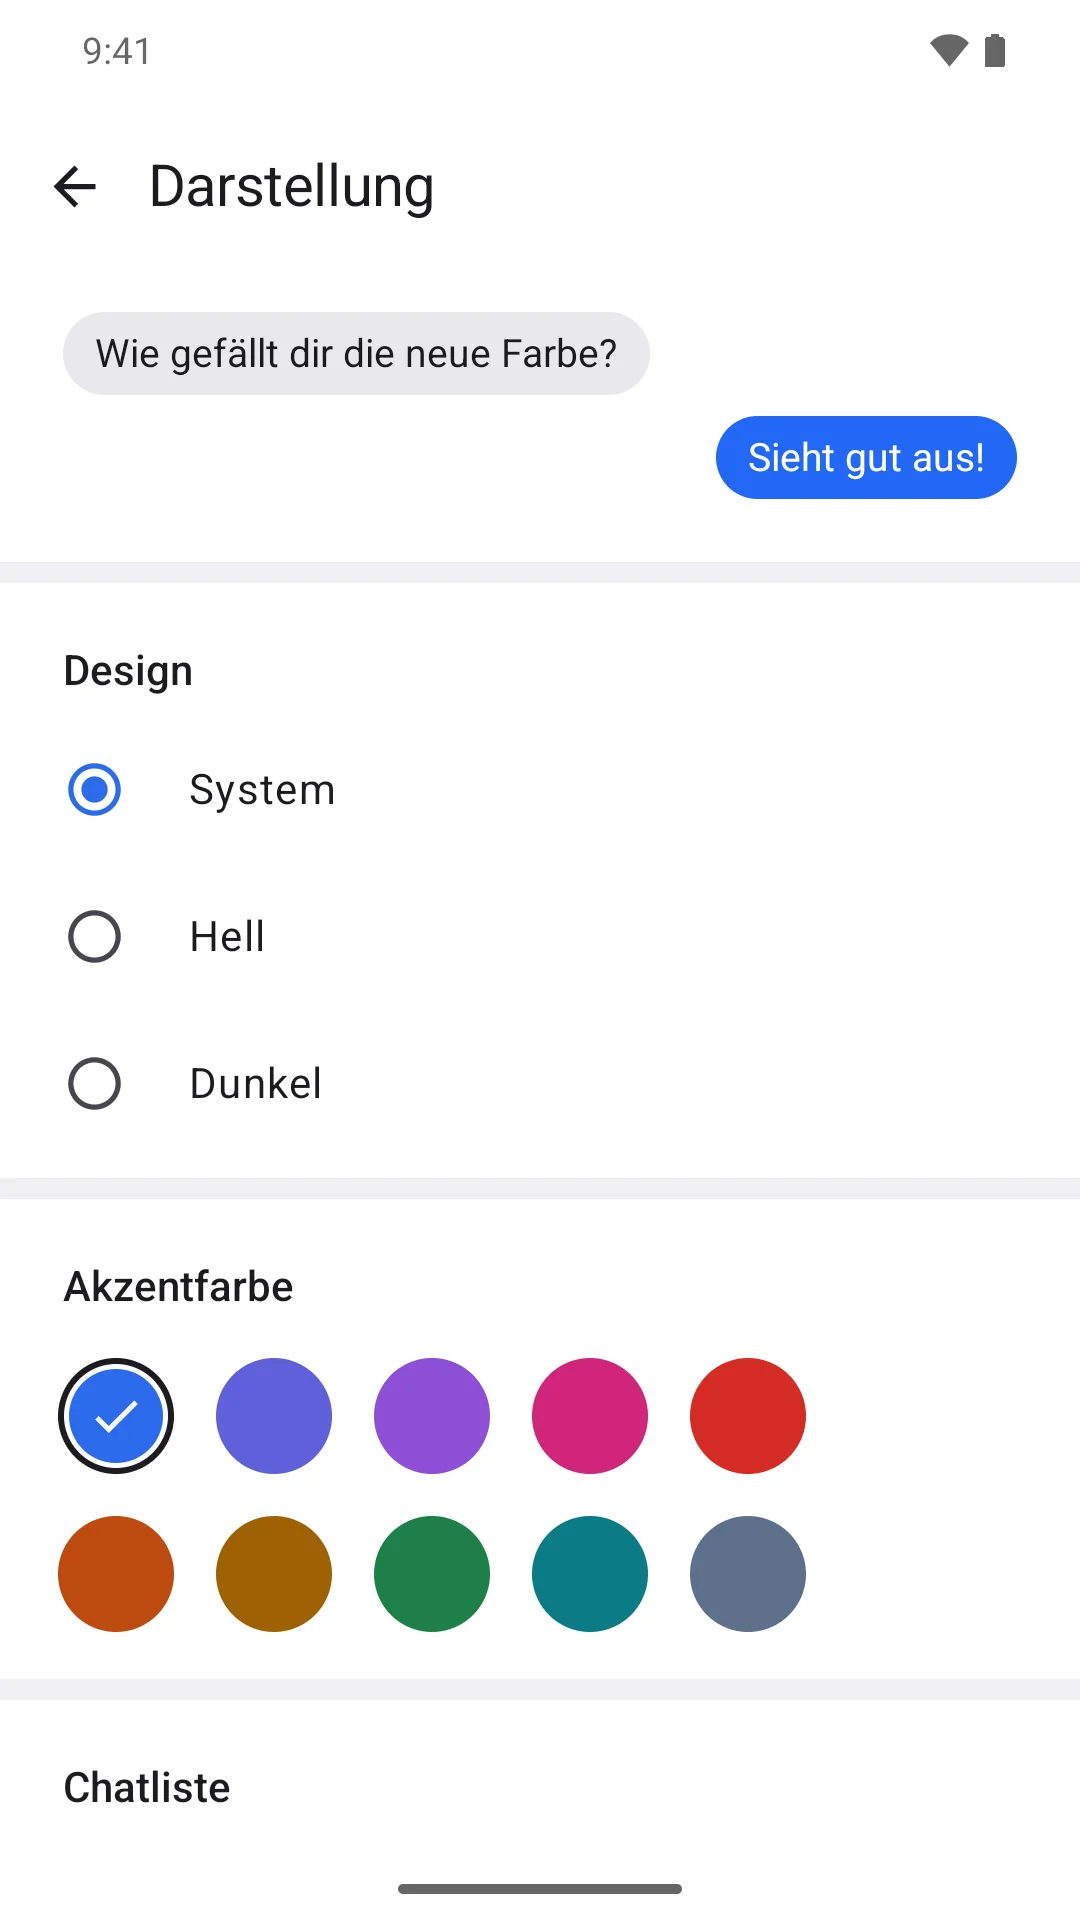 9:41
Darstellung
Wie gefällt dir die neue Farbe?
Sieht gut aus!
Design
System
Hell
Dunkel
Akzentfarbe
Chatliste